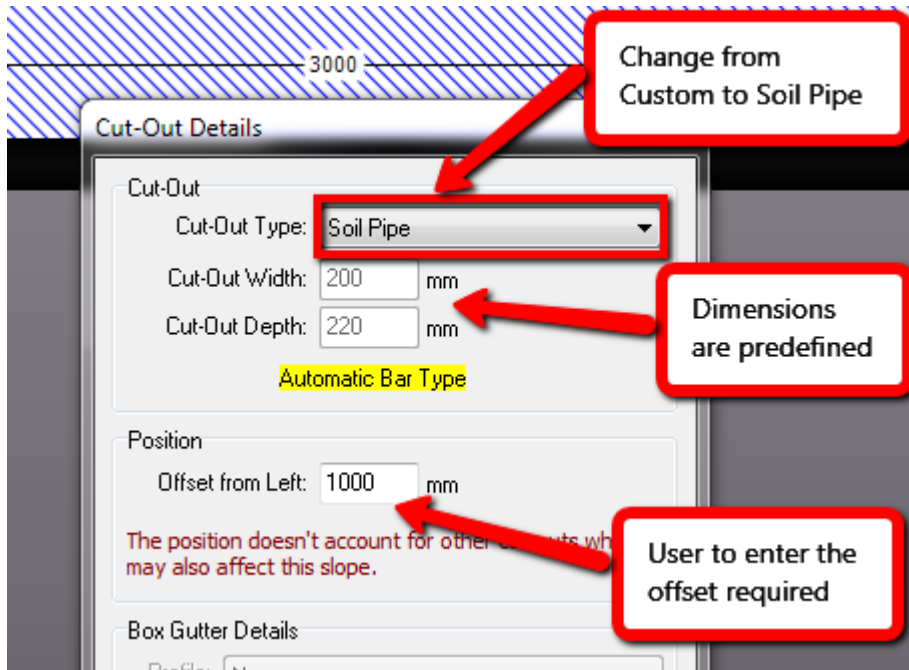 3000
Change from
Custom to Soil Pipe
Cut-Out Details
Cut-Out
Cut-Out Type: Soil Pipe
Cut-Out Width: 200 mm
Cut-Out Depth: 220 mm
Dimensions
are predefined
Automatic Bar Type
Position
Offset from Left: 1000 mm
The position doesn't account for other
may also affect this slope.
User to enter the
offset required
Box Gutter Details